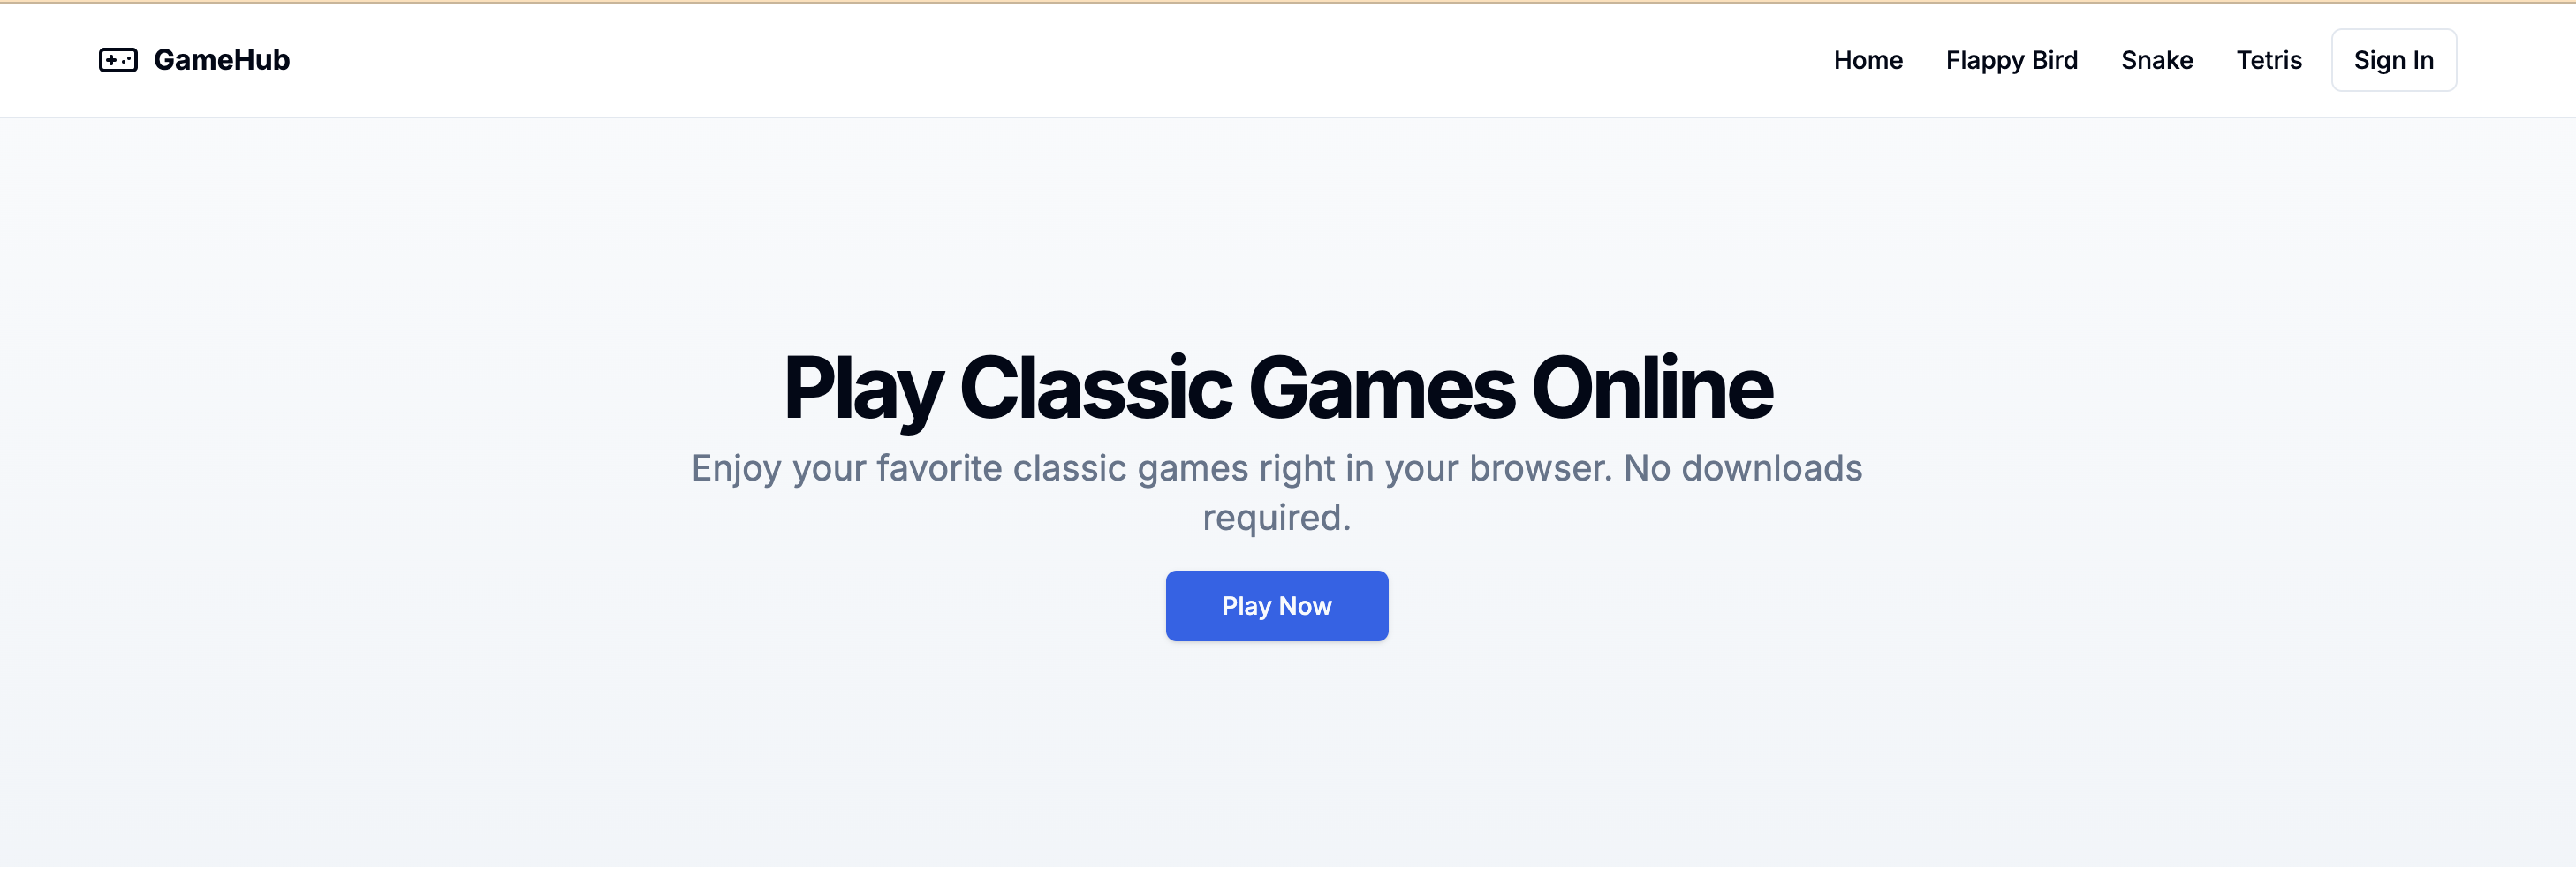 GameHub
Home Flappy Bird Snake Tetris Sign In
Play Classic Games Online
Enjoy your favorite classic games right in your browser. No downloads
required.
Play Now